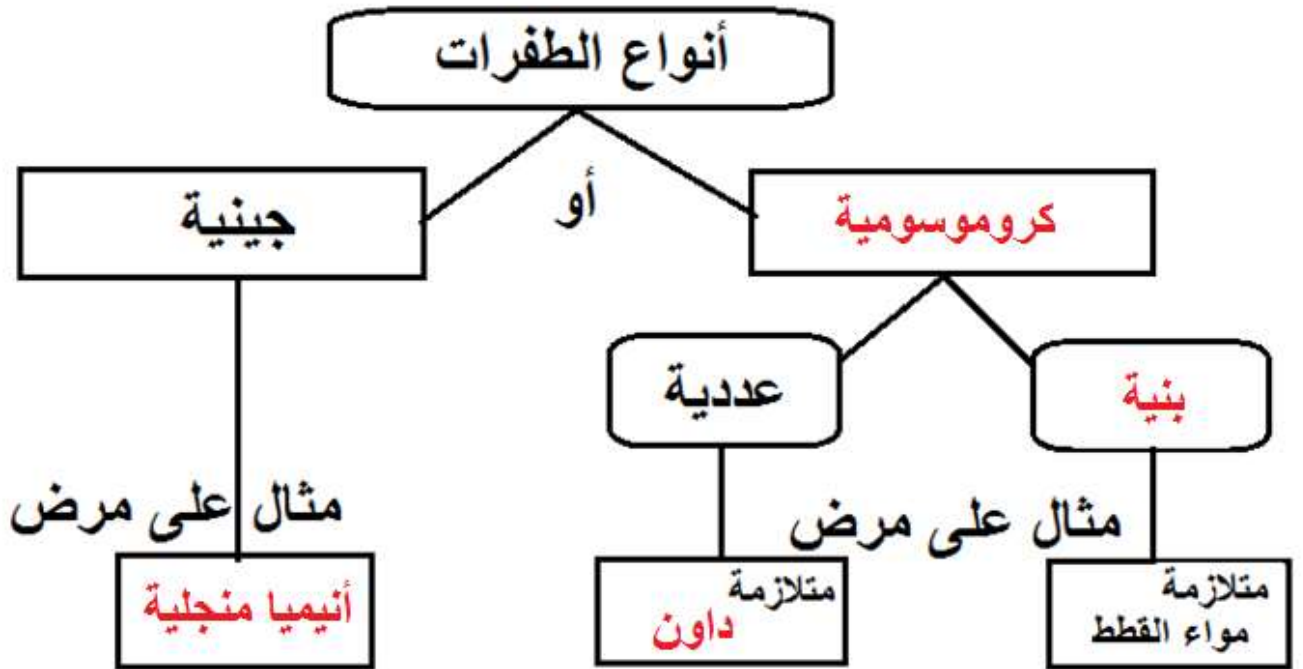 أنواع الطفرات
أو
كروموسومية
جينية
بنية
عددية
مثال على مرض
مثال على مرض
متلازمة
مواء القطط
متلازمة
داون
أنيميا منجلية